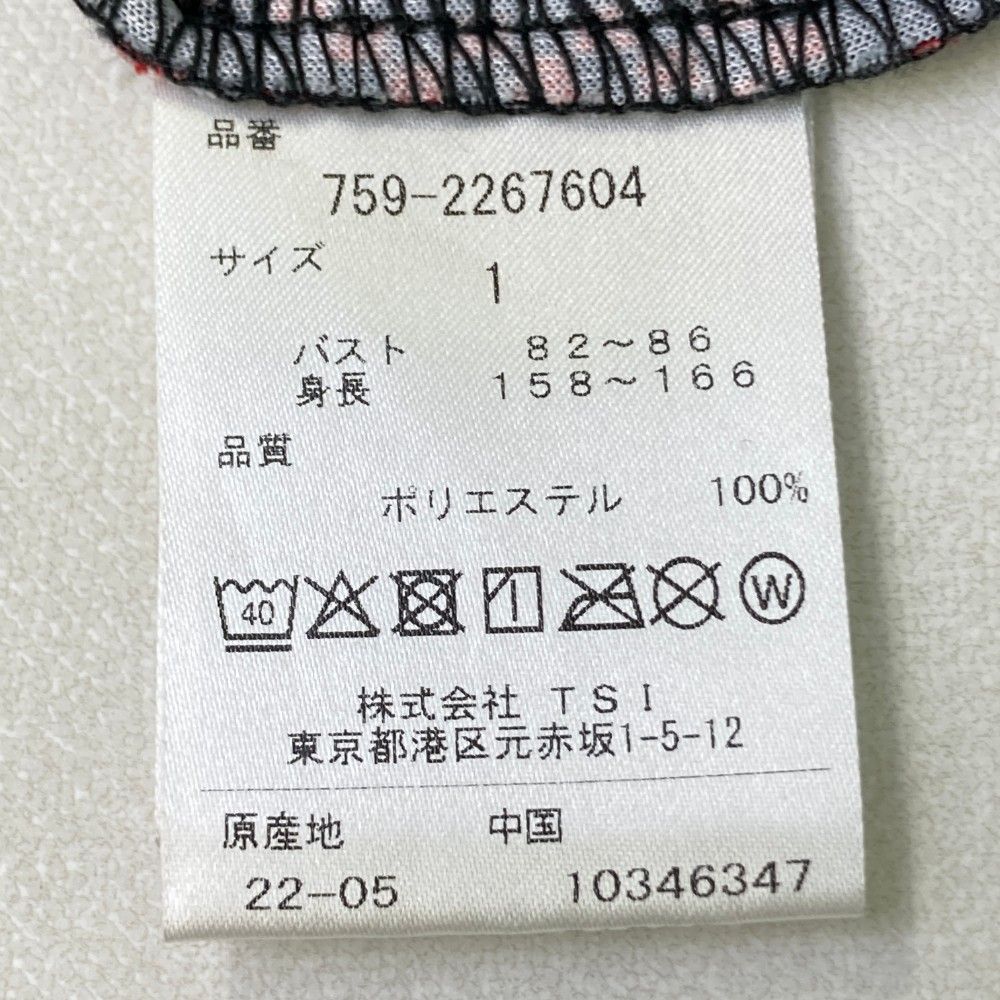 品番
759-2267604
サイズ
1
バスト 82～86
身長 158～166
品質
ポリエステル 100%
40 W
株式会社 TSI
東京都港区元赤坂1-5-12
原産地 中国
22-05 10346347